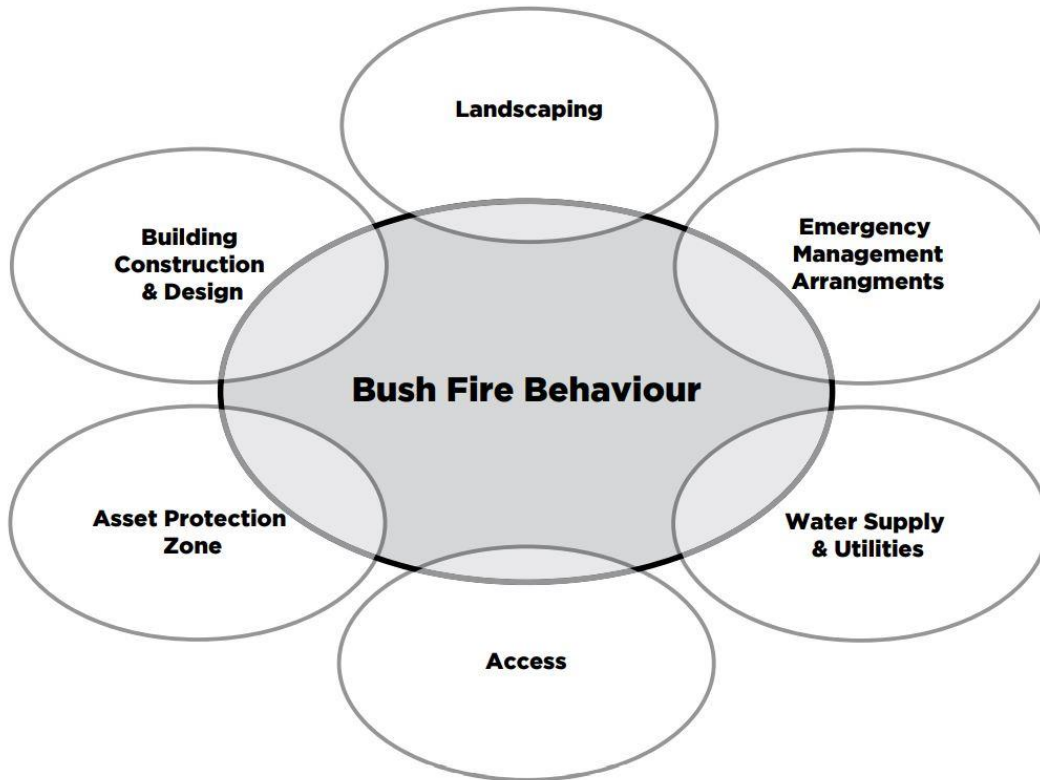 Landscaping
Building
Construction
& Design
Emergency
Management
Arrangments
Bush Fire Behaviour
Asset Protection
Zone
Water Supply
& Utilities
Access